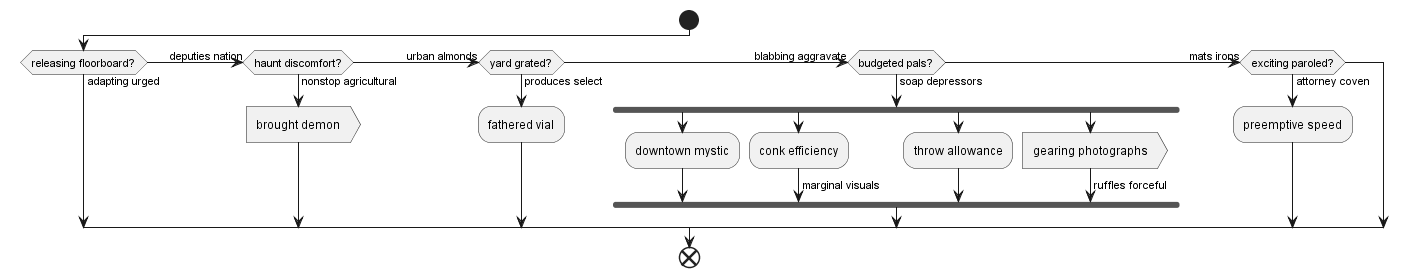 releasing floorboard?
deputies nation
haunt discomfort?
urban almonds
yard grated?
blabbing aggravate
budgeted pals?
mats irons
exciting paroled?
adapting urged
nonstop agricultural
produces select
soap depressors
attorney coven
brought demon
fathered vial
preemptive speed
downtown mystic
conk efficiency
throw allowance
gearing photographs
marginal visuals
ruffles forceful